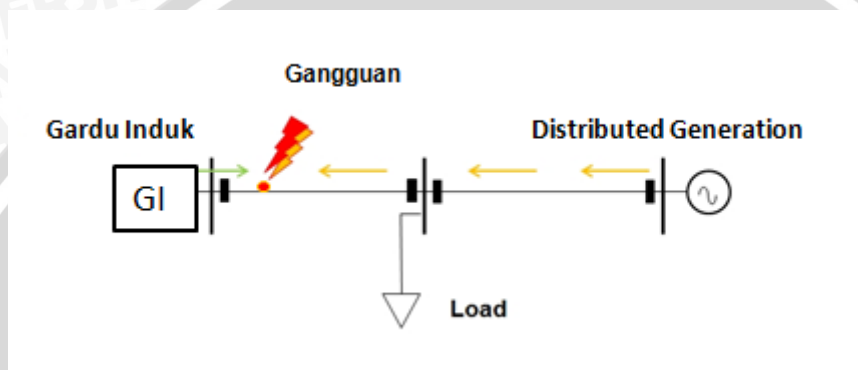 Gangguan
Gardu Induk
Distributed Generation
GI
Load